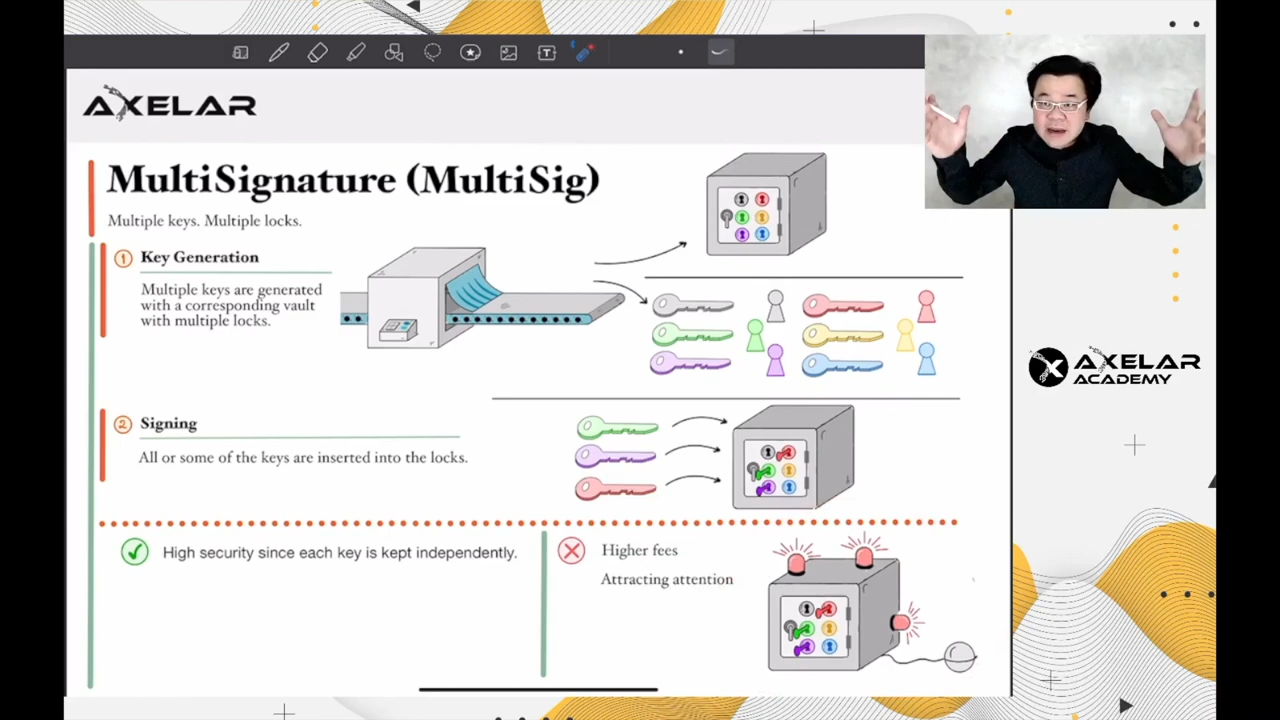 AXELAR
MultiSignature (MultiSig)
Multiple keys. Multiple locks.
1 Key Generation
Multiple keys are generated
with a corresponding vault
with multiple locks.
2 Signing
All or some of the keys are inserted into the locks.
High security since each key is kept independently.
Higher fees
Attracting attention
AXELAR
ACADEMY